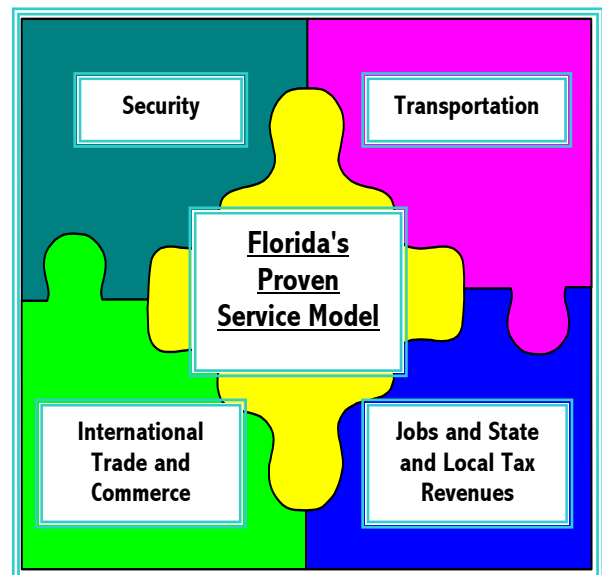 Security
Transportation
Florida's
Proven
Service Model
International
Trade and
Commerce
Jobs and State
and Local Tax
Revenues